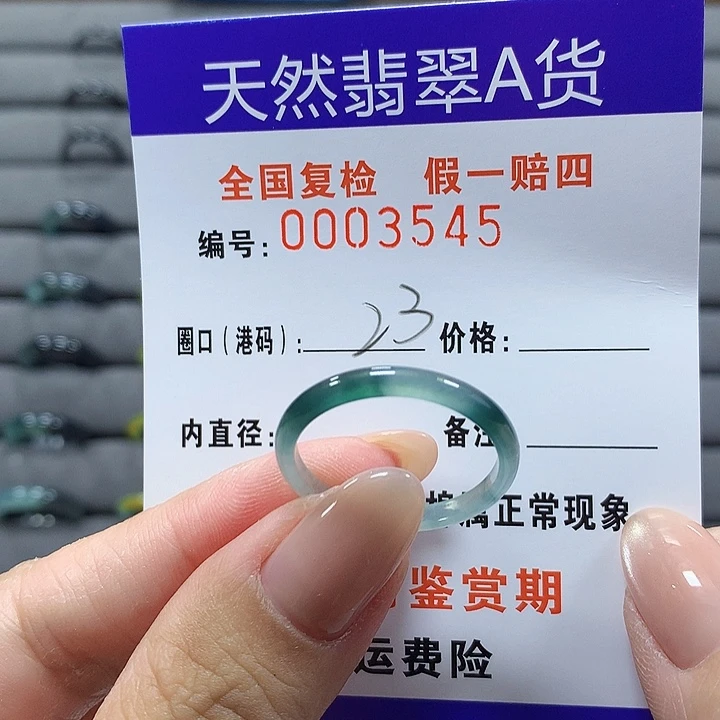 天然翡翠A货
全国复检 假一赔四
编号: 0003545
圈口(港码): 23 价格:
内直径: 备注
属正常现象
鉴赏期
运费险